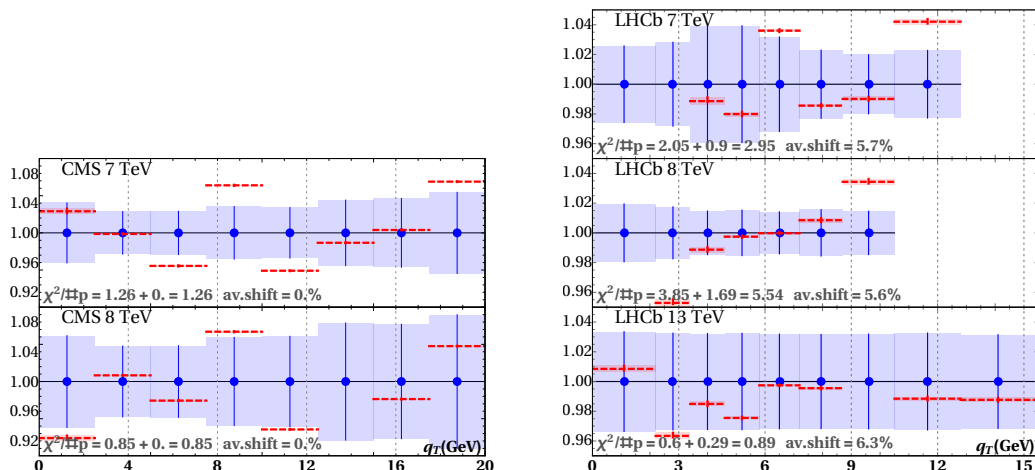 CMS 7 TeV
1.08
1.04
1.00
0.96
0.92
χ²/#p = 1.26 + 0. = 1.26 av.shift = 0.%
CMS 8 TeV
1.08
1.04
1.00
0.96
0.92
χ²/#p = 0.85 + 0. = 0.85 av.shift = 0.%
qT(GeV)
0 4 8 12 16 20
LHCb 7 TeV
1.04
1.02
1.00
0.98
0.96
χ²/#p = 2.05 + 0.9 = 2.95 av.shift = 5.7%
LHCb 8 TeV
1.04
1.02
1.00
0.98
0.96
χ²/#p = 3.85 + 1.69 = 5.54 av.shift = 5.6%
LHCb 13 TeV
1.04
1.02
1.00
0.98
0.96
χ²/#p = 0.6 + 0.29 = 0.89 av.shift = 6.3%
qT(GeV)
0 3 6 9 12 15